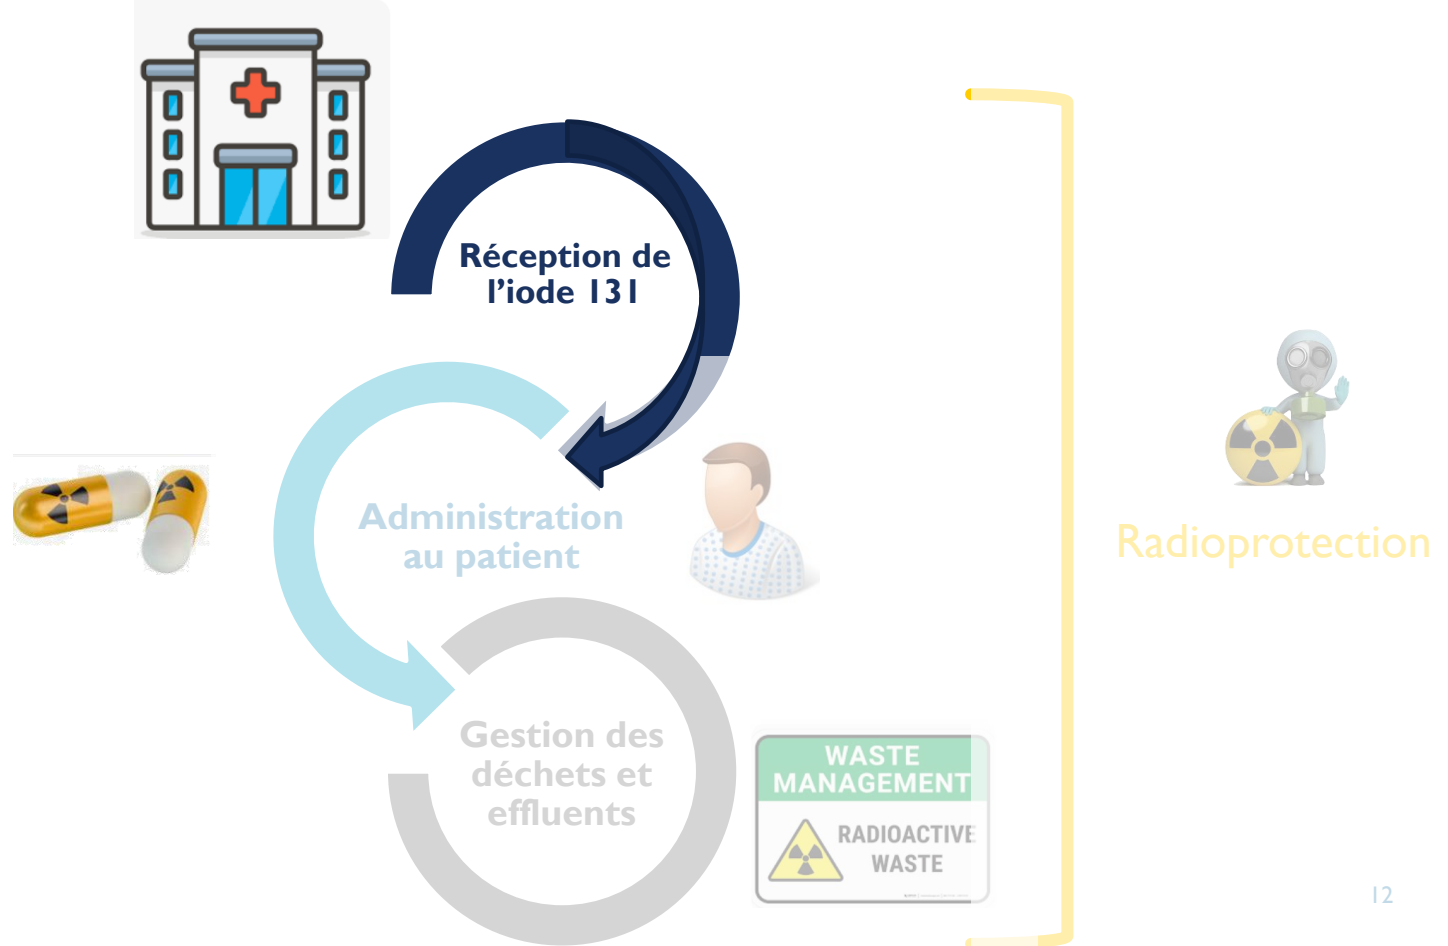 Réception de
l’iode 131
Administration
au patient
Radioprotection
Gestion des
déchets et
effluents
WASTE
MANAGEMENT
RADIOACTIVE
WASTE
12